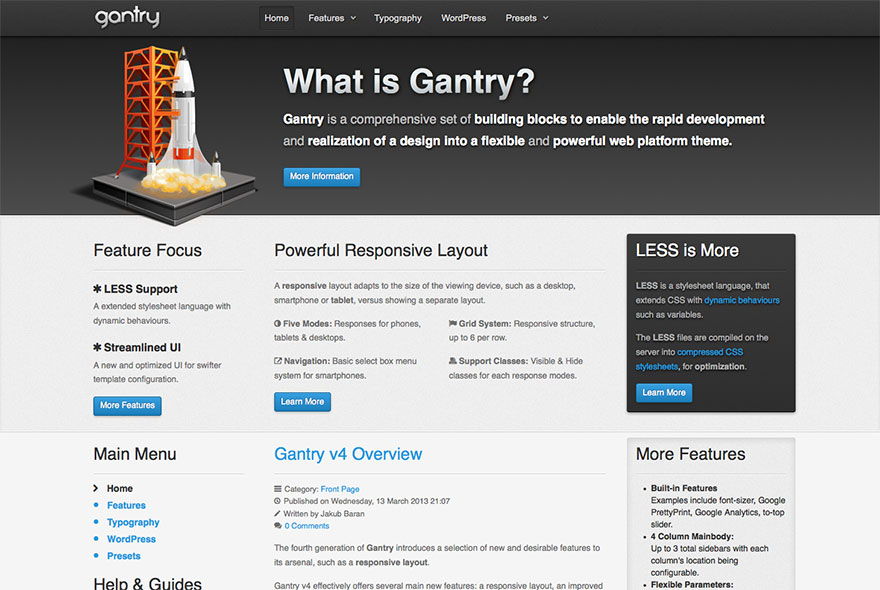 gantry
Home
Features
Typography
WordPress
Presets
What is Gantry?
Gantry is a comprehensive set of building blocks to enable the rapid development
and realization of a design into a flexible and powerful web platform theme.
More Information
Feature Focus
LESS Support
A extended stylesheet language with
dynamic behaviours.
Streamlined UI
A new and optimized UI for swifter
template configuration.
More Features
Powerful Responsive Layout
A responsive layout adapts to the size of the viewing device, such as a desktop,
smartphone or tablet, versus showing a separate layout.
Five Modes: Responses for phones,
tablets & desktops.
Grid System: Responsive structure,
up to 6 per row.
Navigation: Basic select box menu
system for smartphones.
Support Classes: Visible & Hide
classes for each response modes.
Learn More
LESS is More
LESS is a stylesheet language, that
extends CSS with dynamic behaviours
such as variables.
The LESS files are compiled on the
server into compressed CSS
stylesheets, for optimization.
Learn More
Main Menu
Home
Features
Typography
WordPress
Presets
Help & Guides
Gantry v4 Overview
Category: Front Page
Published on Wednesday, 13 March 2013 21:07
Written by Jakub Baran
0 Comments
The fourth generation of Gantry introduces a selection of new and desirable features to
its arsenal, such as a responsive layout.
Gantry v4 effectively offers several main new features: a responsive layout, an improved
More Features
• Built-in Features
Examples include font-sizer, Google
PrettyPrint, Google Analytics, to-top
slider.
• 4 Column Mainbody:
Up to 3 total sidebars with each
column's location being
configurable.
• Flexible Parameters: